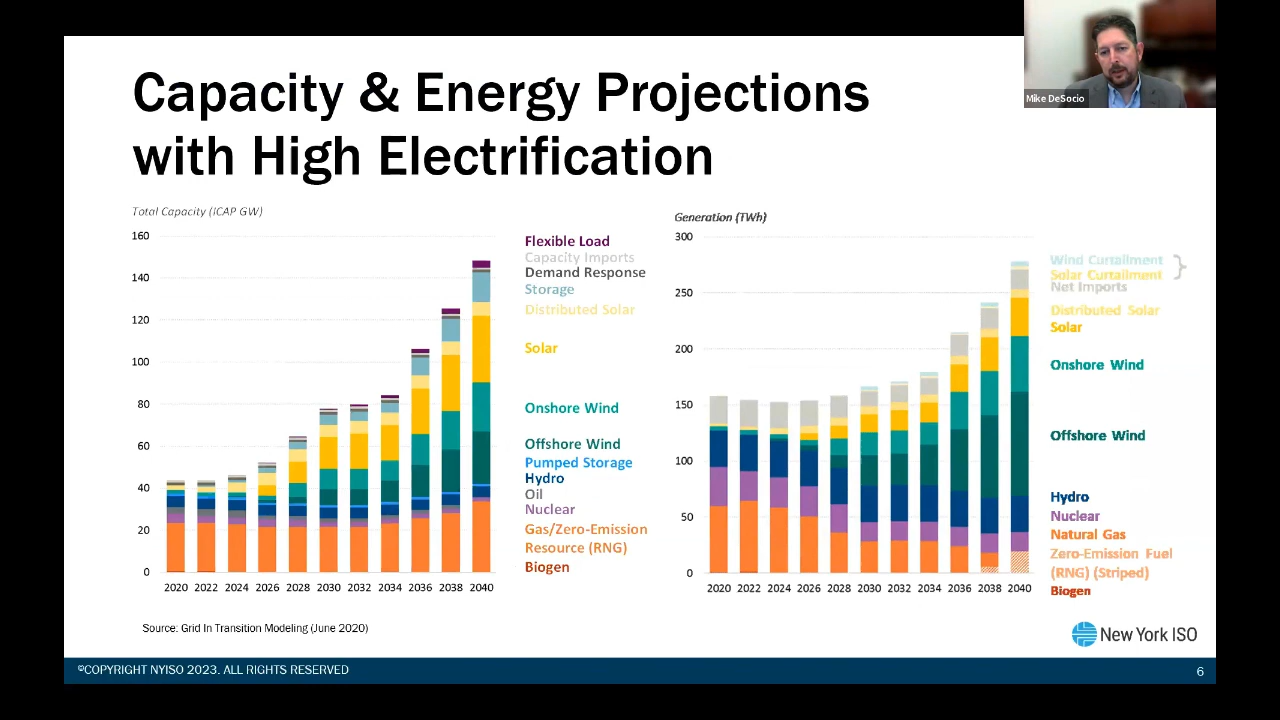 Mike DeSocio
Capacity & Energy Projections
with High Electrification
Total Capacity (ICAP GW)
160
140
120
100
80
60
40
20
0
2020 2022 2024 2026 2028 2030 2032 2034 2036 2038 2040
Flexible Load
Capacity Imports
Demand Response
Storage
Distributed Solar
Solar
Onshore Wind
Offshore Wind
Pumped Storage
Hydro
Oil
Nuclear
Gas/Zero-Emission
Resource (RNG)
Biogen
Generation (TWh)
300
250
200
150
100
50
0
2020 2022 2024 2026 2028 2030 2032 2034 2036 2038 2040
Wind Curtailment
Solar Curtailment
Net Imports
Distributed Solar
Solar
Onshore Wind
Offshore Wind
Hydro
Nuclear
Natural Gas
Zero-Emission Fuel
(RNG) (Striped)
Biogen
Source: Grid In Transition Modeling (June 2020)
New York ISO
©COPYRIGHT NYISO 2023. ALL RIGHTS RESERVED
6